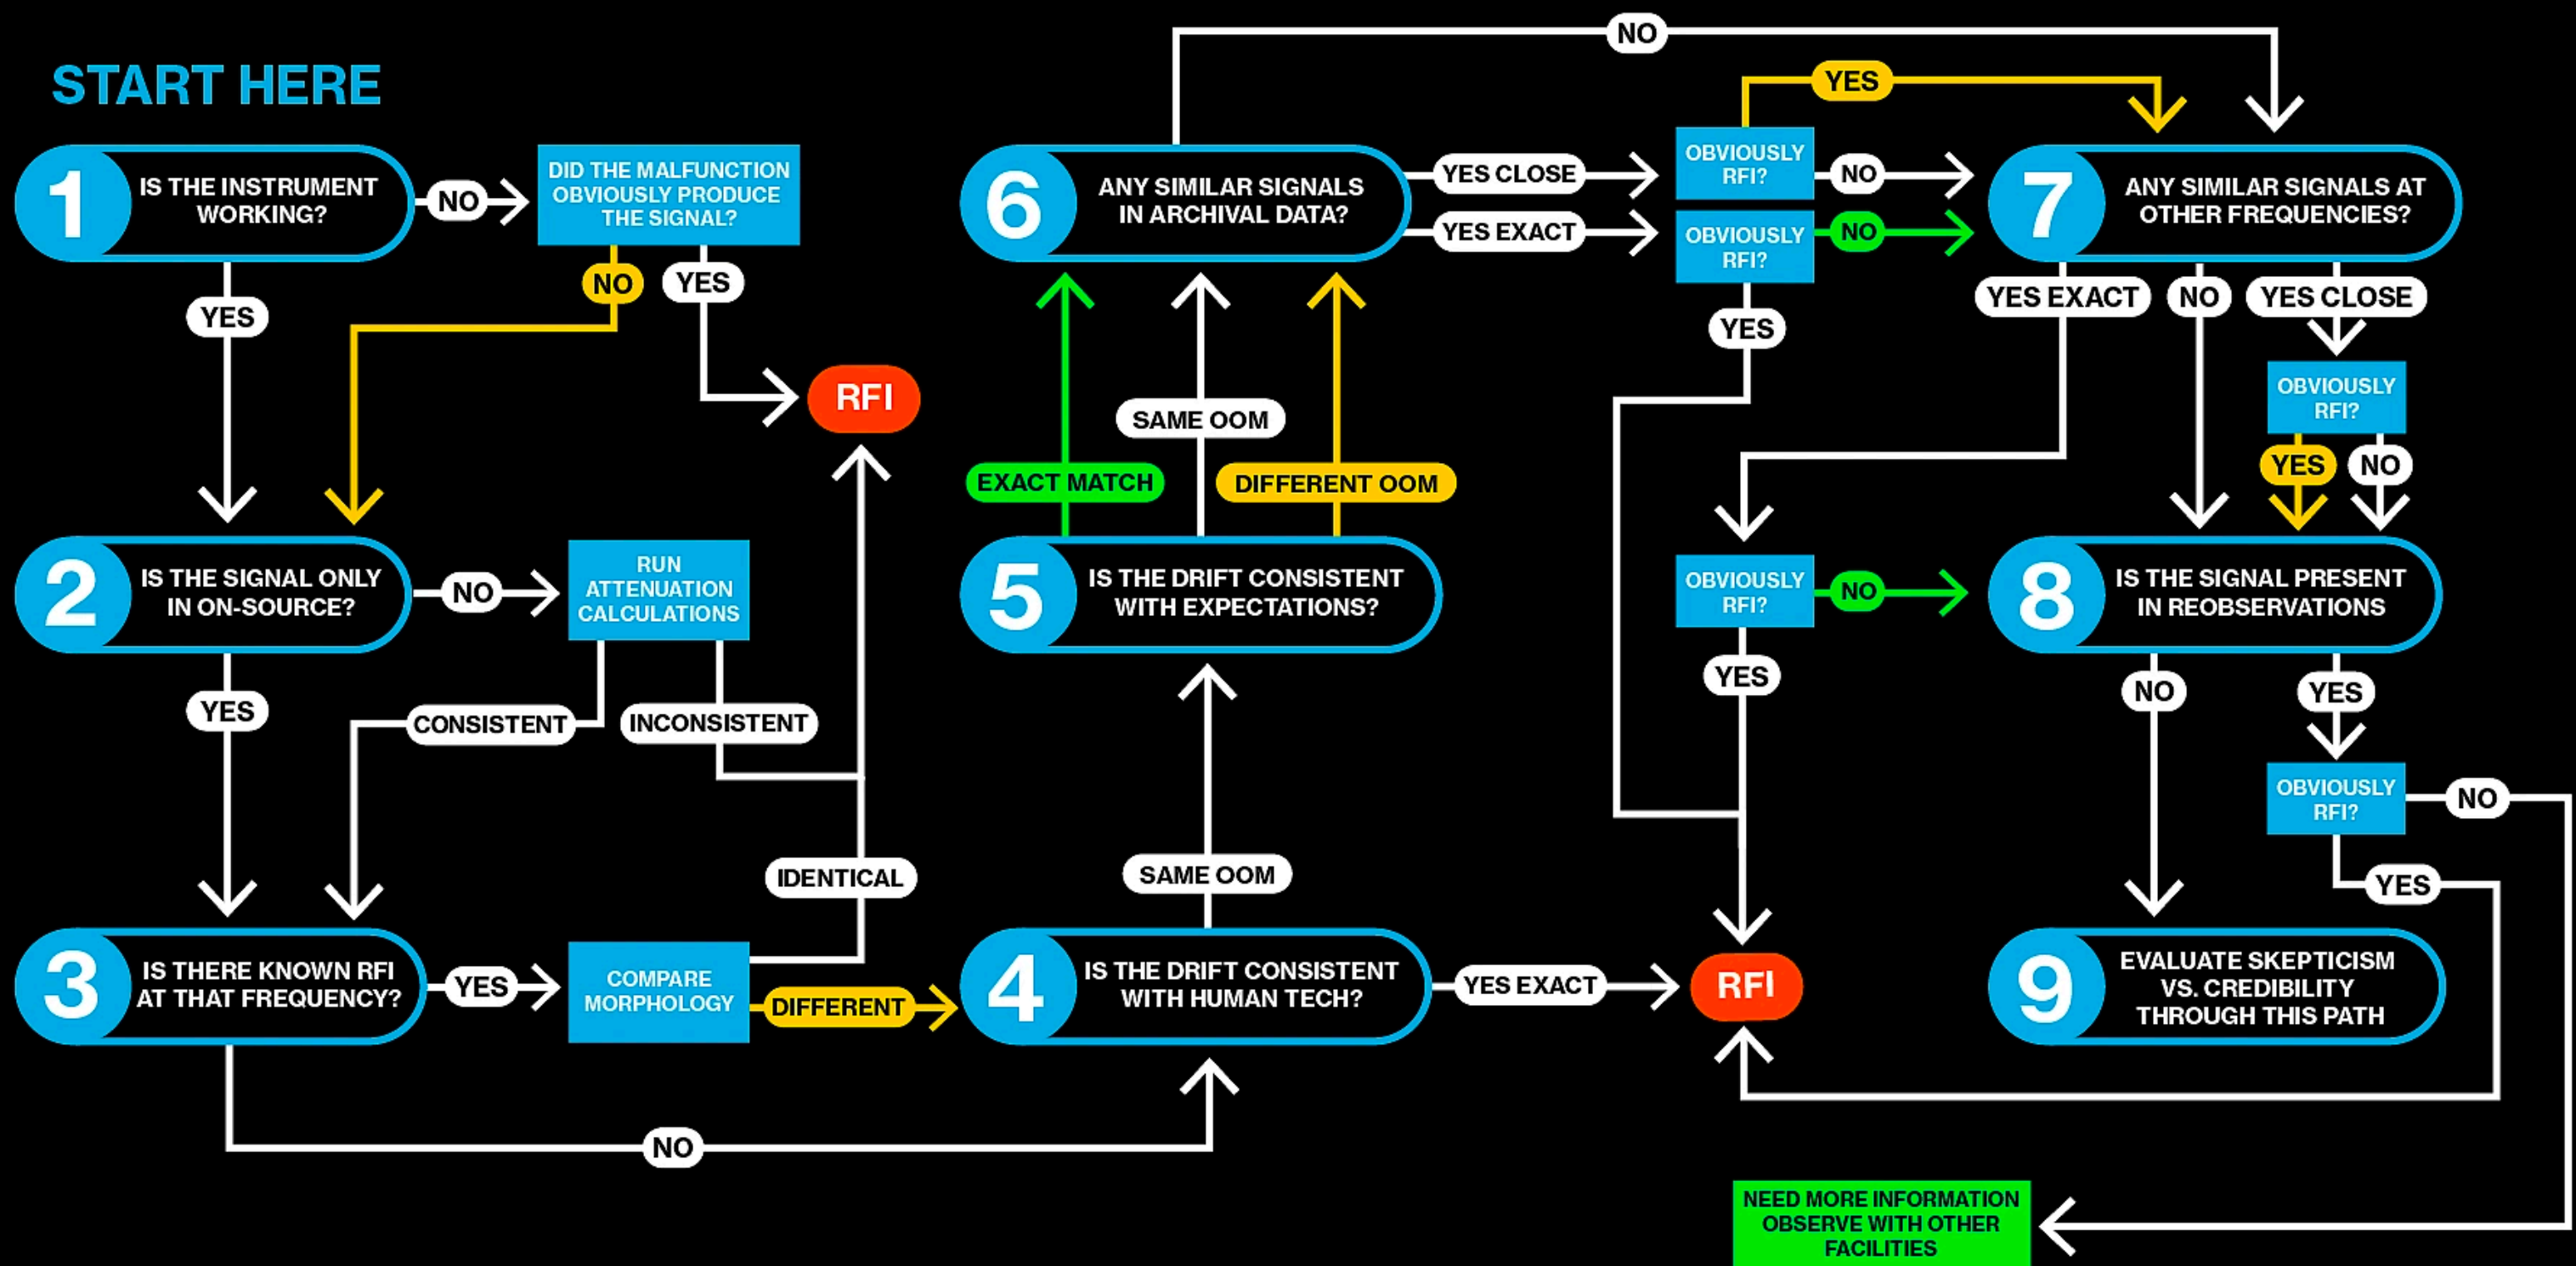 START HERE
1
IS THE INSTRUMENT
WORKING?
NO
DID THE MALFUNCTION
OBVIOUSLY PRODUCE
THE SIGNAL?
NO
YES
YES
RFI
2
IS THE SIGNAL ONLY
IN ON-SOURCE?
NO
RUN
ATTENUATION
CALCULATIONS
YES
CONSISTENT
INCONSISTENT
IDENTICAL
3
IS THERE KNOWN RFI
AT THAT FREQUENCY?
YES
COMPARE
MORPHOLOGY
DIFFERENT
NO
4
IS THE DRIFT CONSISTENT
WITH HUMAN TECH?
YES EXACT
RFI
SAME OOM
5
IS THE DRIFT CONSISTENT
WITH EXPECTATIONS?
EXACT MATCH
SAME OOM
DIFFERENT OOM
6
ANY SIMILAR SIGNALS
IN ARCHIVAL DATA?
NO
YES CLOSE
YES EXACT
OBVIOUSLY
RFI?
YES
NO
OBVIOUSLY
RFI?
NO
YES
7
ANY SIMILAR SIGNALS AT
OTHER FREQUENCIES?
YES EXACT
NO
YES CLOSE
OBVIOUSLY
RFI?
YES
NO
OBVIOUSLY
RFI?
NO
YES
8
IS THE SIGNAL PRESENT
IN REOBSERVATIONS
NO
YES
OBVIOUSLY
RFI?
NO
YES
9
EVALUATE SKEPTICISM
VS. CREDIBILITY
THROUGH THIS PATH
NEED MORE INFORMATION
OBSERVE WITH OTHER
FACILITIES